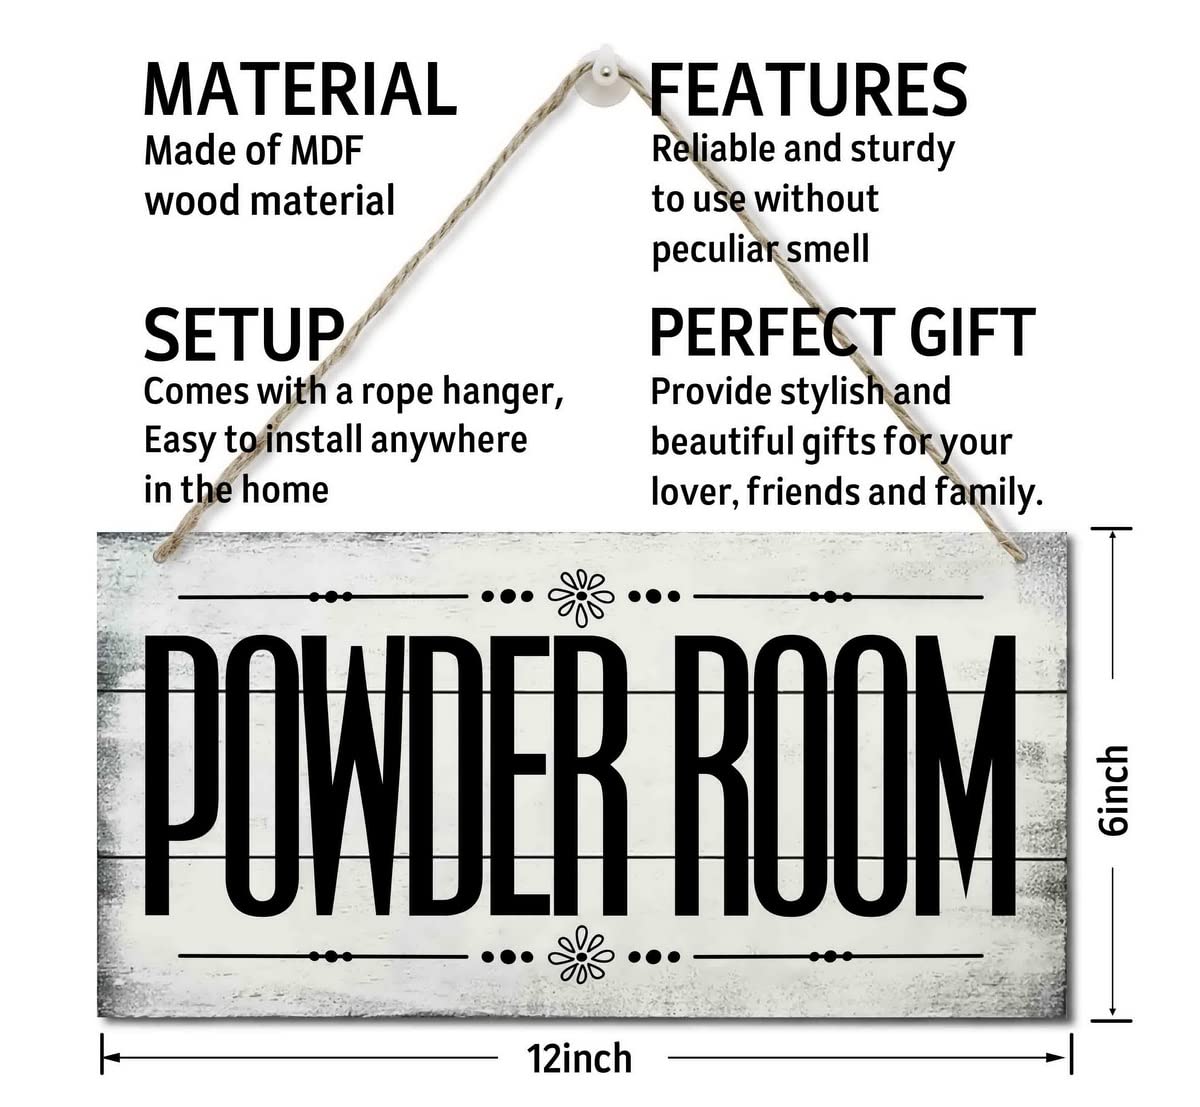 MATERIAL
Made of MDF
wood material
FEATURES
Reliable and sturdy
to use without
peculiar smell
SETUP
Comes with a rope hanger,
Easy to install anywhere
in the home
PERFECT GIFT
Provide stylish and
beautiful gifts for your
lover, friends and family.
POWDER ROOM
6inch
12inch